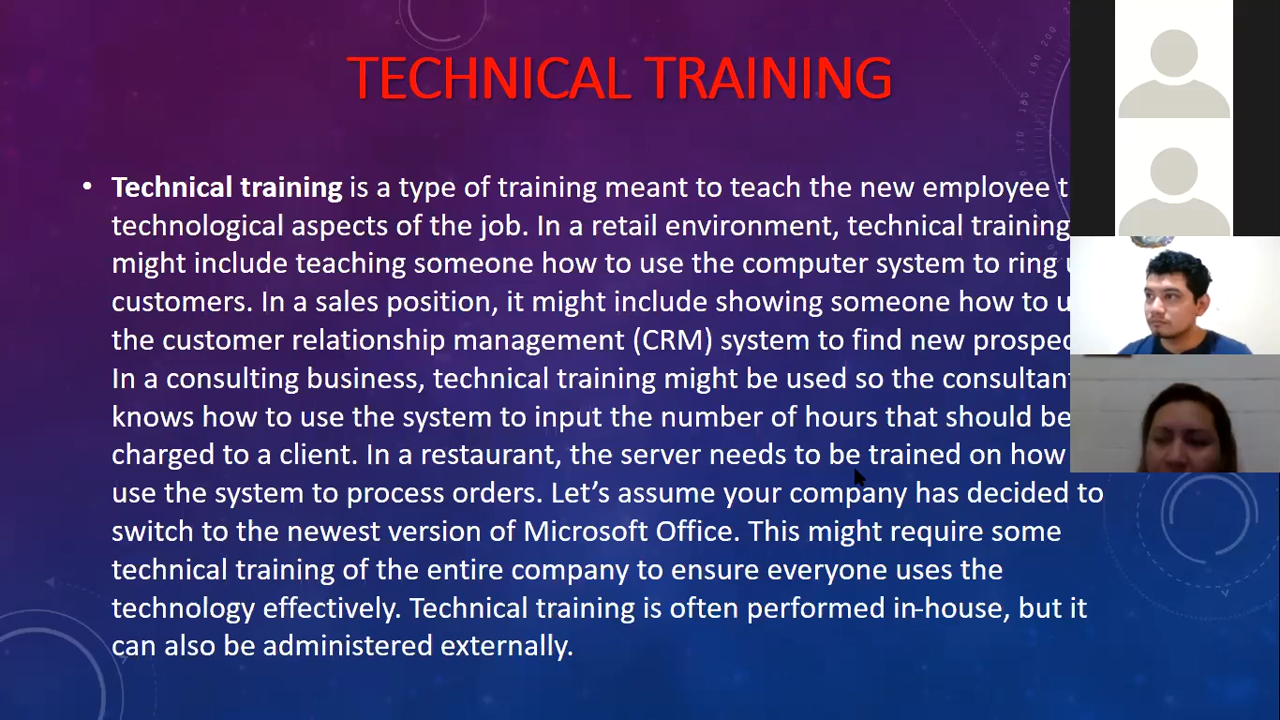 TECHNICAL TRAINING
• Technical training is a type of training meant to teach the new employee t
technological aspects of the job. In a retail environment, technical training
might include teaching someone how to use the computer system to ring
customers. In a sales position, it might include showing someone how to u
the customer relationship management (CRM) system to find new prospec
In a consulting business, technical training might be used so the consultant
knows how to use the system to input the number of hours that should be
charged to a client. In a restaurant, the server needs to be trained on how
use the system to process orders. Let’s assume your company has decided to
switch to the newest version of Microsoft Office. This might require some
technical training of the entire company to ensure everyone uses the
technology effectively. Technical training is often performed in-house, but it
can also be administered externally.
170
180
190
200